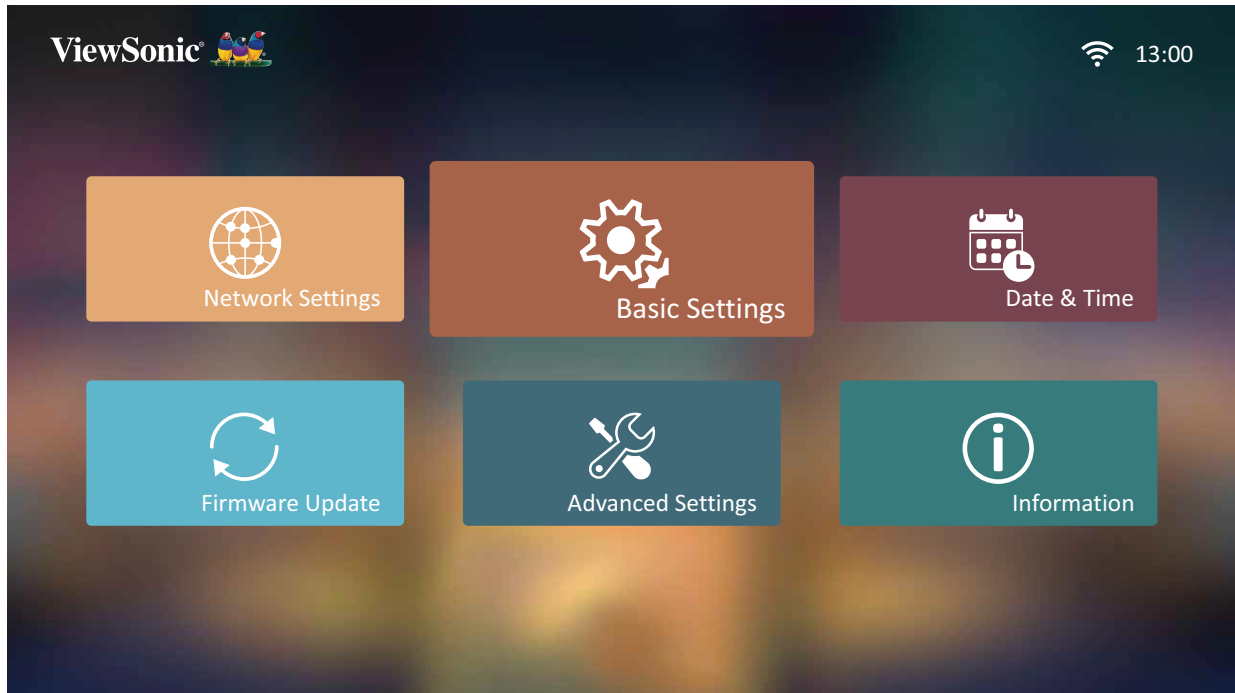 ViewSonic®
13:00
Network Settings
Basic Settings
Date & Time
Firmware Update
Advanced Settings
Information